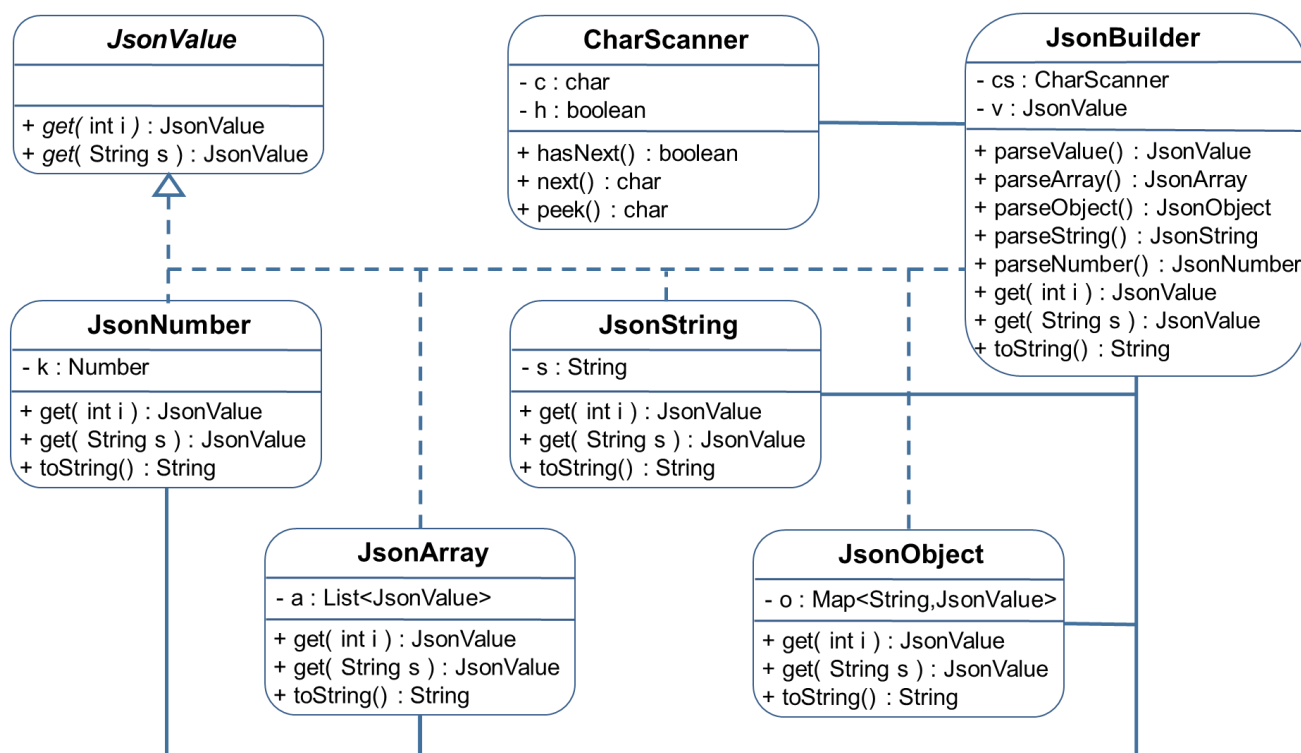 JsonValue
+ get( int i ) : JsonValue
+ get( String s ) : JsonValue
CharScanner
- c : char
- h : boolean
+ hasNext() : boolean
+ next() : char
+ peek() : char
JsonBuilder
- cs : CharScanner
- v : JsonValue
+ parseValue() : JsonValue
+ parseArray() : JsonArray
+ parseObject() : JsonObject
+ parseString() : JsonString
+ parseNumber() : JsonNumber
+ get( int i ) : JsonValue
+ get( String s ) : JsonValue
+ toString() : String
JsonNumber
- k : Number
+ get( int i ) : JsonValue
+ get( String s ) : JsonValue
+ toString() : String
JsonString
- s : String
+ get( int i ) : JsonValue
+ get( String s ) : JsonValue
+ toString() : String
JsonArray
- a : List<JsonValue>
+ get( int i ) : JsonValue
+ get( String s ) : JsonValue
+ toString() : String
JsonObject
- o : Map<String,JsonValue>
+ get( int i ) : JsonValue
+ get( String s ) : JsonValue
+ toString() : String